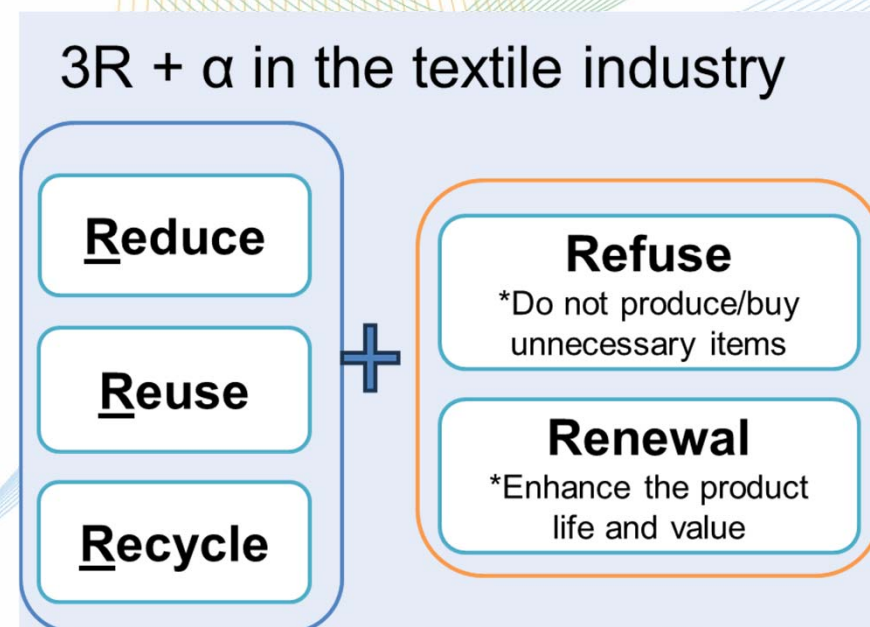 3R + α in the textile industry
Reduce
Reuse
Recycle
+
Refuse
*Do not produce/buy
unnecessary items
Renewal
*Enhance the product
life and value